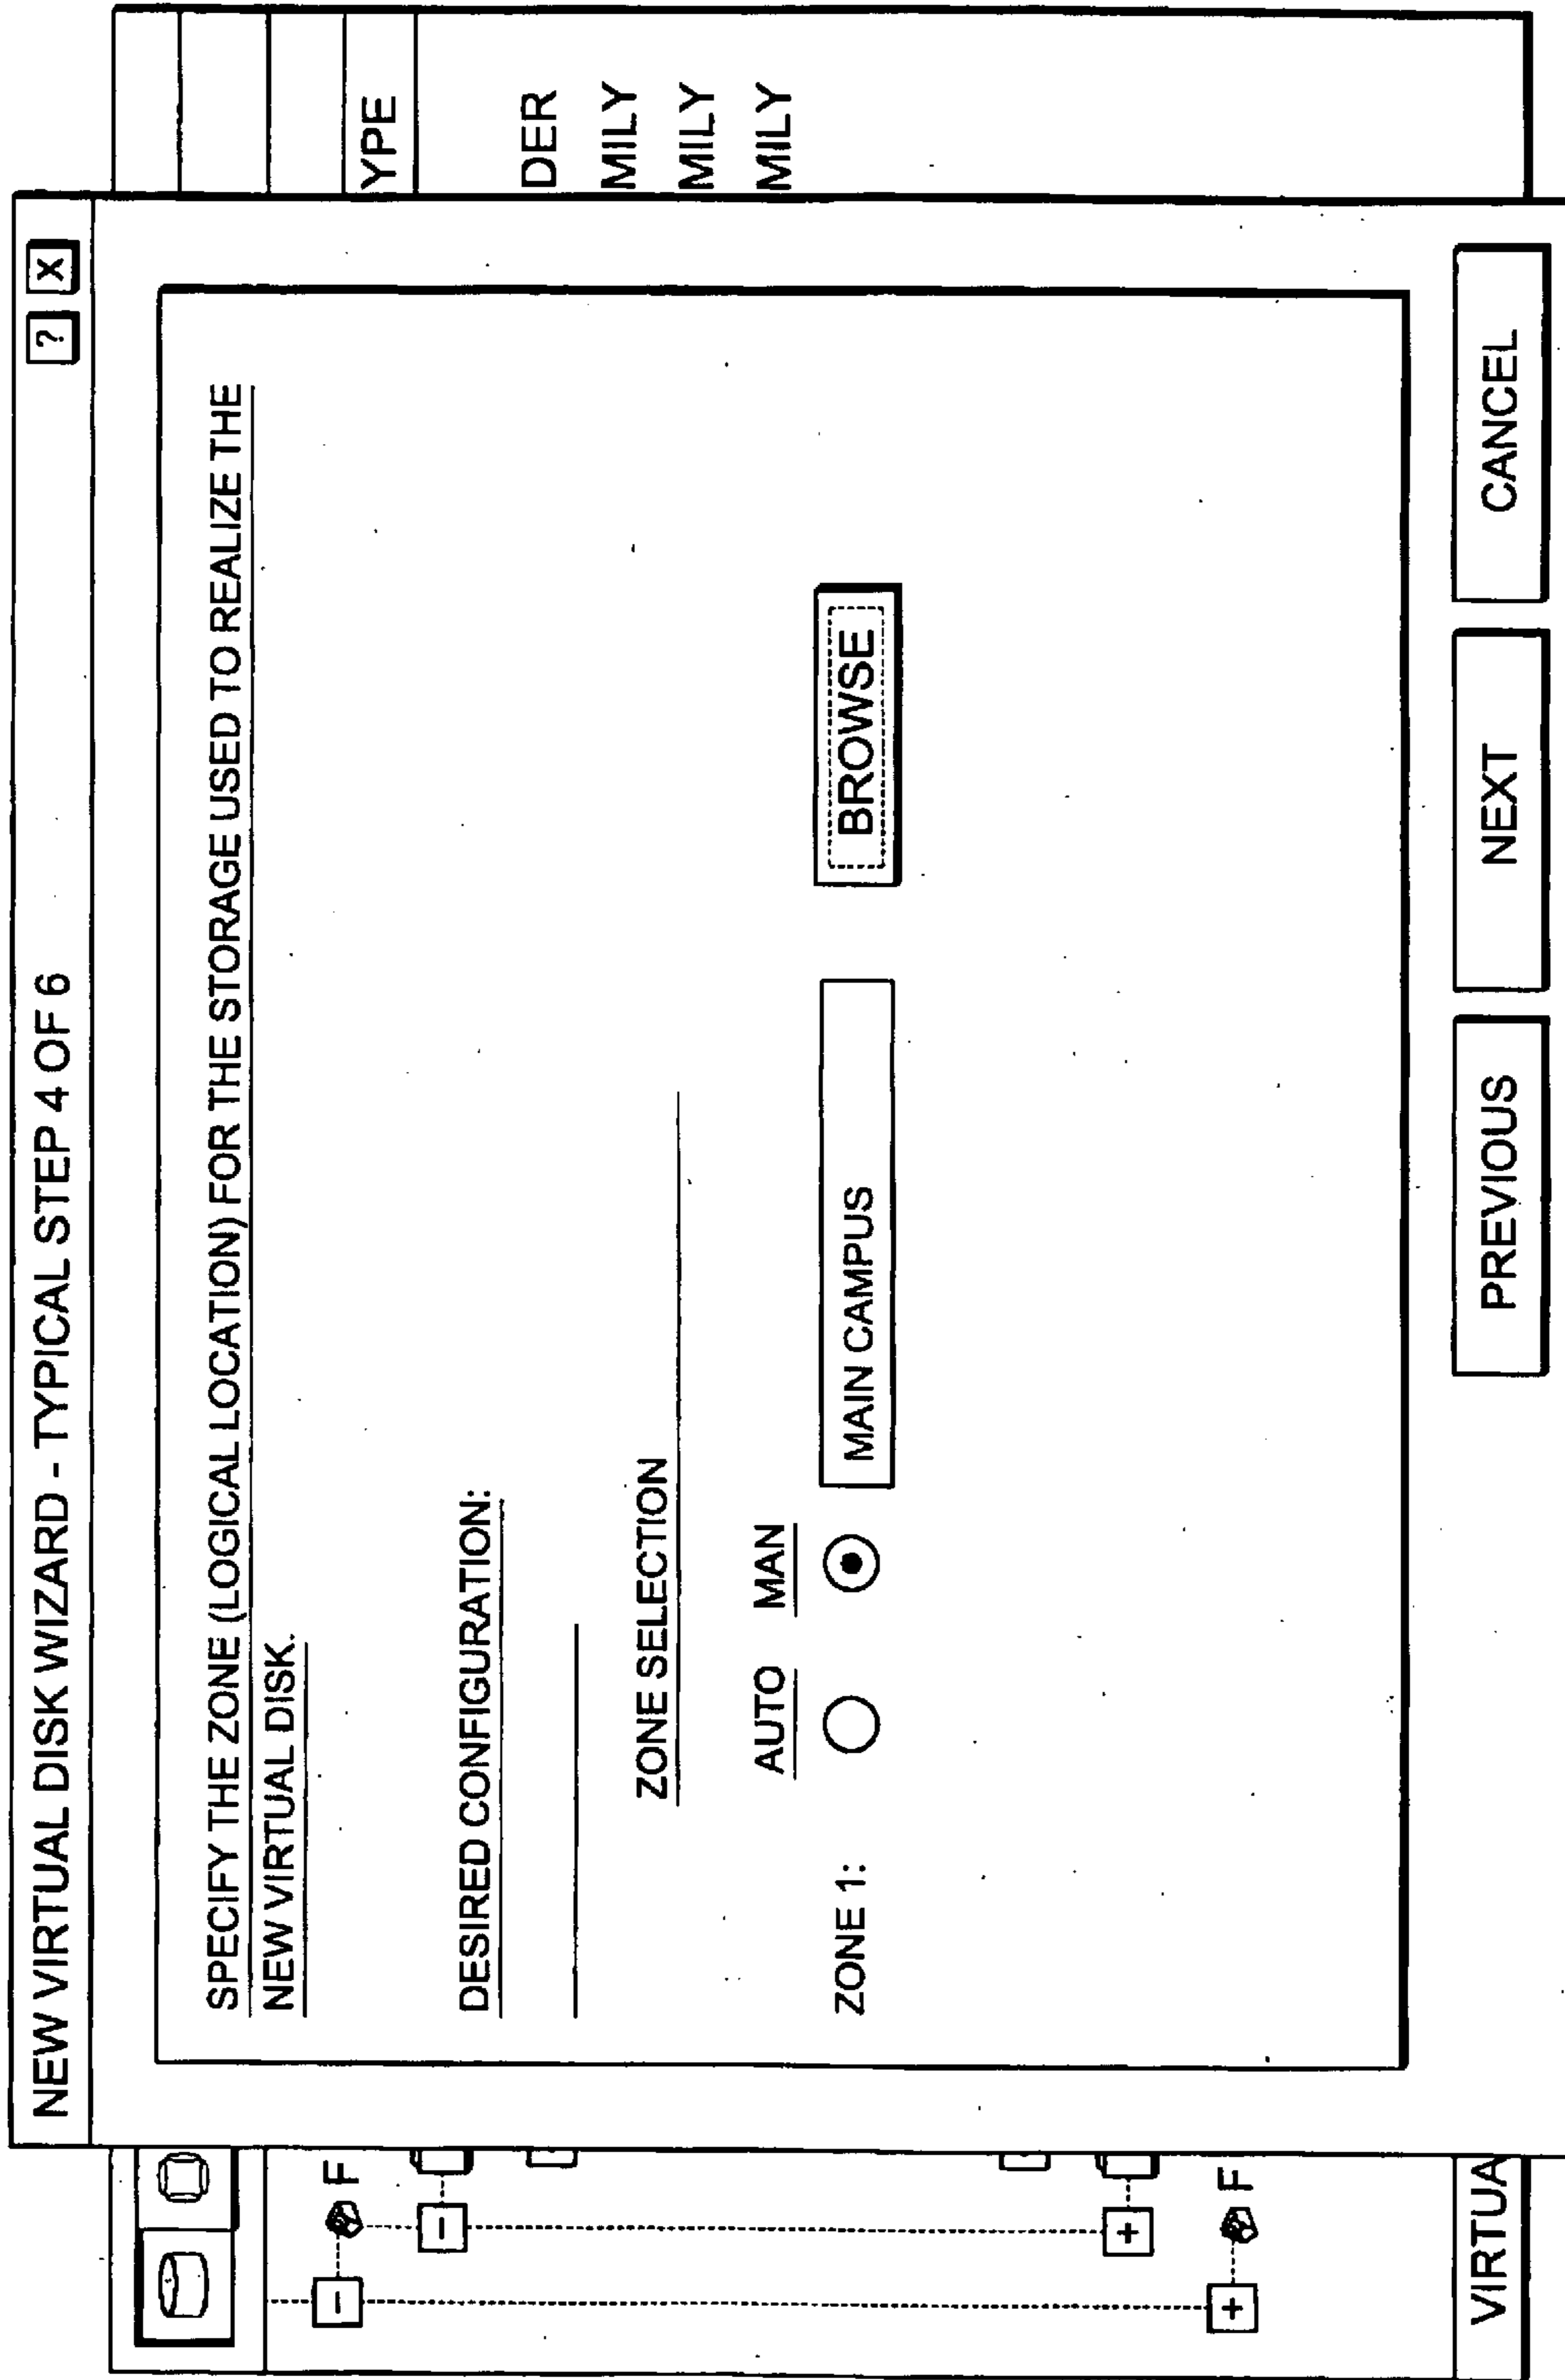 NEW VIRTUAL DISK WIZARD - TYPICAL STEP 4 OF 6
? X
SPECIFY THE ZONE (LOGICAL LOCATION) FOR THE STORAGE USED TO REALIZE THE
NEW VIRTUAL DISK.
DESIRED CONFIGURATION:
ZONE SELECTION
AUTO MAN
ZONE 1: MAIN CAMPUS BROWSE
PREVIOUS NEXT CANCEL
F
F
VIRTUA
YPE
DER
MILY
MILY
MILY